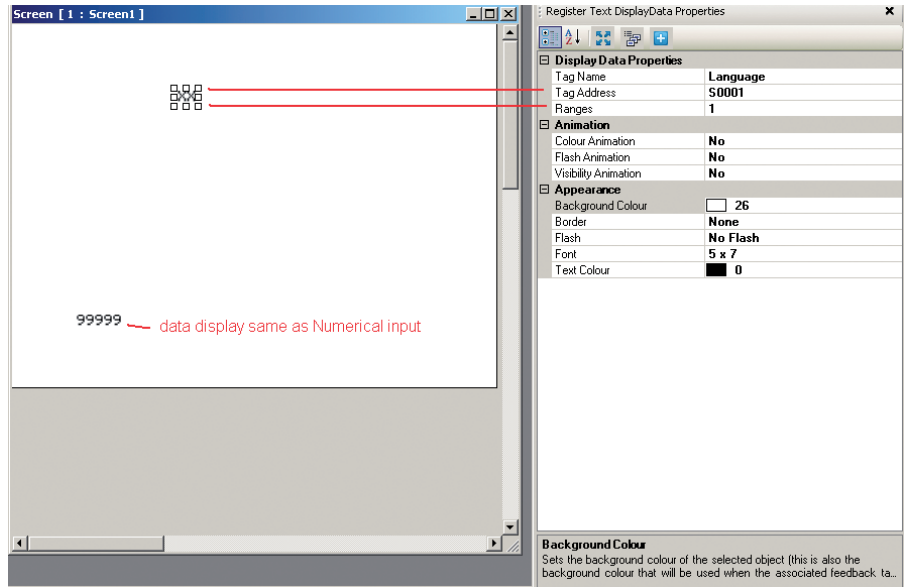 Screen [ 1 : Screen1 ]
Register Text DisplayData Properties
Display Data Properties
Tag Name Language
Tag Address S0001
Ranges 1
Animation
Colour Animation No
Flash Animation No
Visibility Animation No
Appearance
Background Colour 26
Border None
Flash No Flash
Font 5 x 7
Text Colour 0
99999
data display same as Numerical input
Background Colour
Sets the background colour of the selected object (this is also the
background colour that will be used when the associated feedback ta...